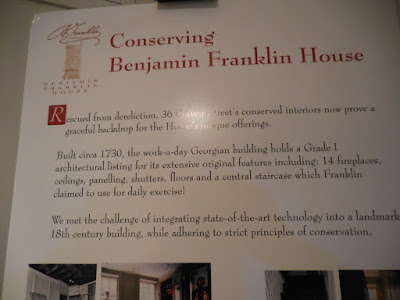 B. Franklin
BENJAMIN
FRANKLIN
HOUSE
Conserving
Benjamin Franklin House
Rescued from dereliction, 36 Craven Street's conserved interiors now prove a
graceful backdrop for the House's unique offerings.
Built circa 1730, the work-a-day Georgian building holds a Grade I
architectural listing for its extensive original features including: 14 fireplaces,
ceilings, panelling, shutters, floors and a central staircase which Franklin
claimed to use for daily exercise!
We met the challenge of integrating state-of-the-art technology into a landmark
18th century building, while adhering to strict principles of conservation.